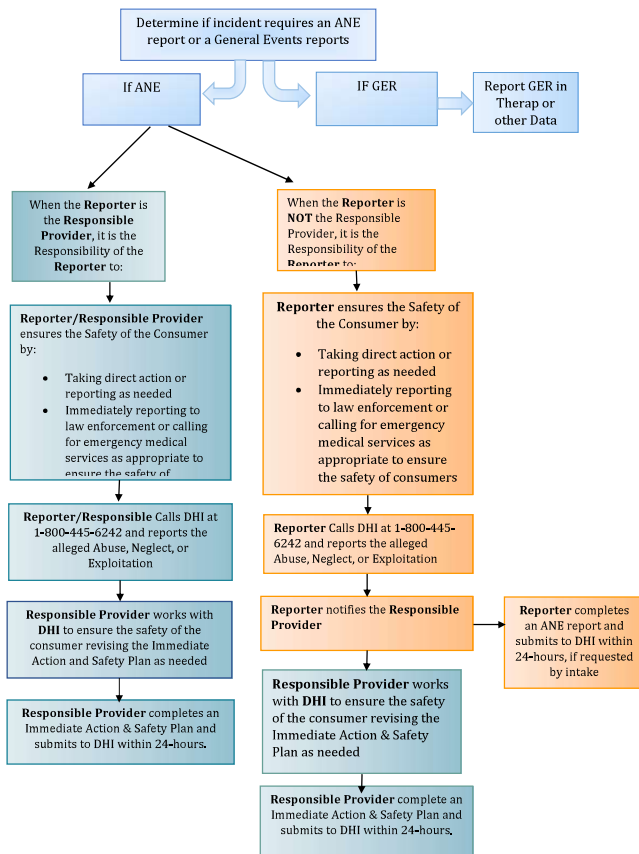 Determine if incident requires an ANE
report or a General Events reports
If ANE
IF GER
Report GER in
Therap or
other Data
When the Reporter is
the Responsible
Provider, it is the
Responsibility of the
Reporter to:
When the Reporter is
NOT the Responsible
Provider, it is the
Responsibility of the
Reporter to:
Reporter/Responsible Provider
ensures the Safety of the Consumer
by:
• Taking direct action or
reporting as needed
• Immediately reporting to
law enforcement or calling
for emergency medical
services as appropriate to
ensure the safety of
Reporter ensures the Safety of
the Consumer by:
• Taking direct action or
reporting as needed
• Immediately reporting
to law enforcement or
calling for emergency
medical services as
appropriate to ensure
the safety of consumers
Reporter/Responsible Calls DHI at
1-800-445-6242 and reports the
alleged Abuse, Neglect, or
Exploitation
Reporter Calls DHI at 1-800-445-
6242 and reports the alleged
Abuse, Neglect, or Exploitation
Responsible Provider works with
DHI to ensure the safety of the
consumer revising the Immediate
Action and Safety Plan as needed
Reporter notifies the Responsible
Provider
Reporter completes
an ANE report and
submits to DHI within
24-hours, if requested
by intake
Responsible Provider completes an
Immediate Action & Safety Plan and
submits to DHI within 24-hours.
Responsible Provider works
with DHI to ensure the safety
of the consumer revising the
Immediate Action & Safety
Plan as needed
Responsible Provider complete an
Immediate Action & Safety Plan and
submits to DHI within 24-hours.